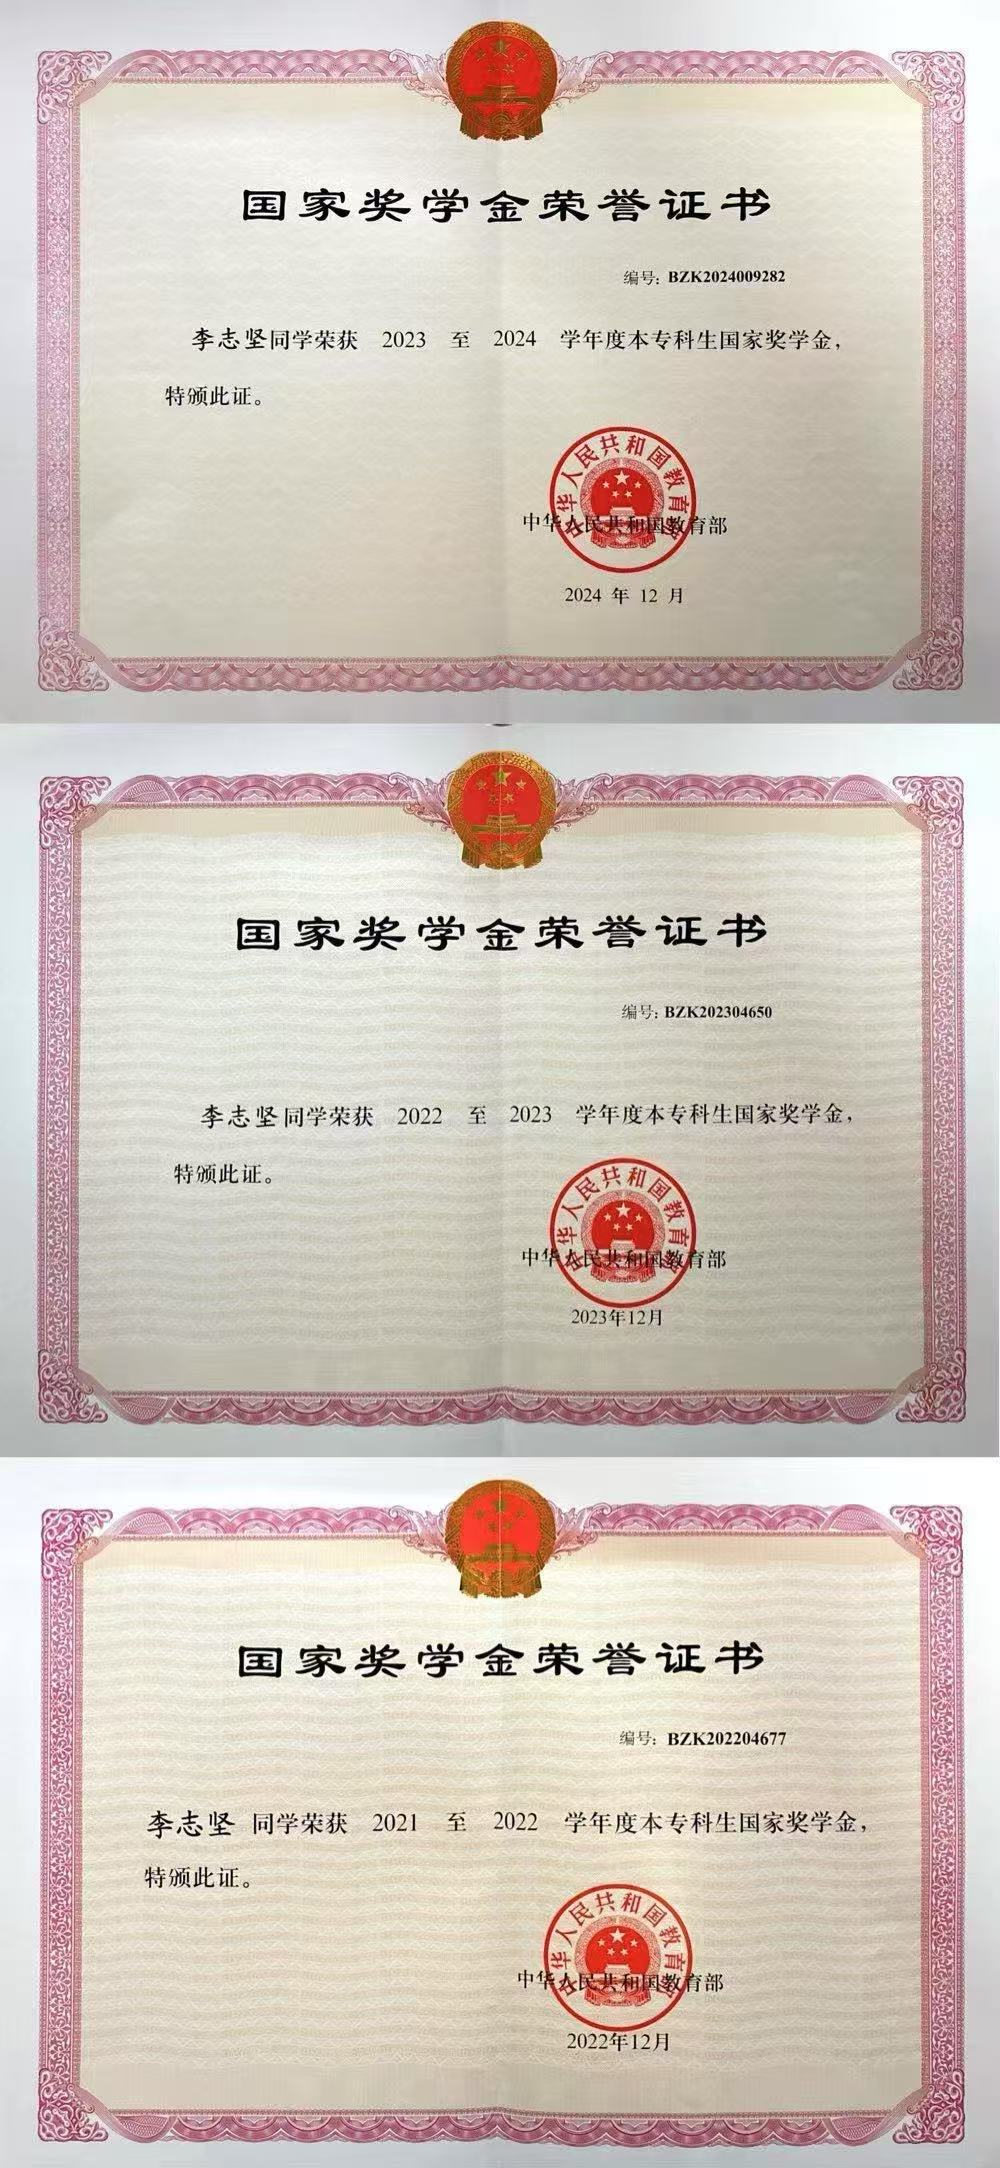 国家奖学金荣誉证书
编号: BZK2024009282
李志坚同学荣获 2023 至 2024 学年度本专科生国家奖学金,
特颁此证。
中华人民共和国教育部
中华人民共和国教育部
2024 年 12 月
国家奖学金荣誉证书
编号: BZK202304650
李志坚同学荣获 2022 至 2023 学年度本专科生国家奖学金,
特颁此证。
中华人民共和国教育部
中华人民共和国教育部
2023年12月
国家奖学金荣誉证书
编号: BZK202204677
李志坚 同学荣获 2021 至 2022 学年度本专科生国家奖学金,
特颁此证。
中华人民共和国教育部
中华人民共和国教育部
2022年12月